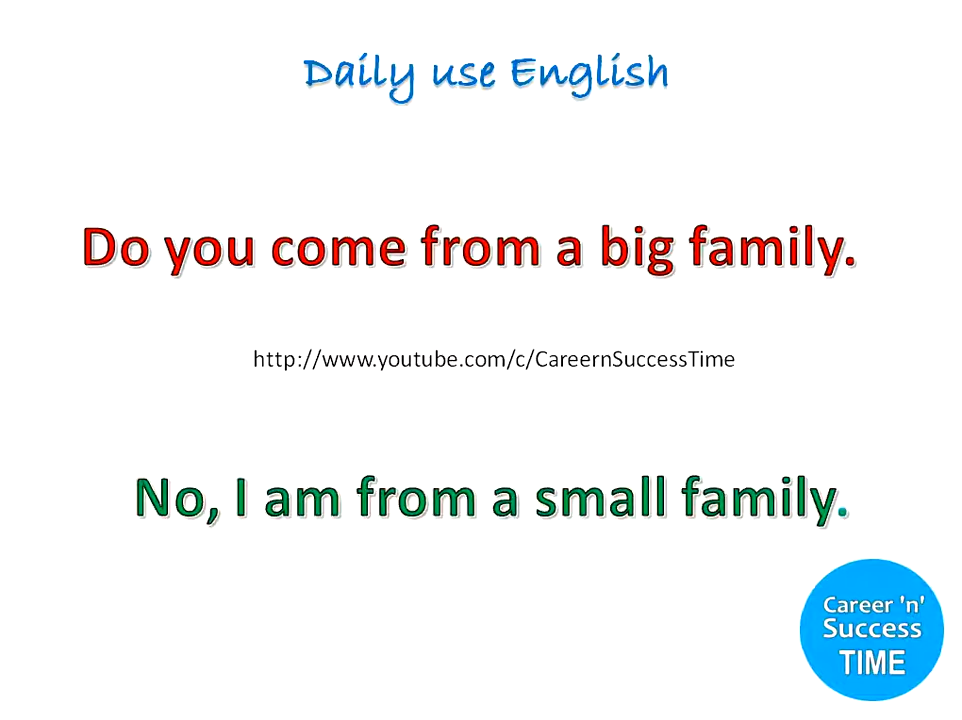 Daily use English
Do you come from a big family.
http://www.youtube.com/c/CareernSuccessTime
No, I am from a small family.
Career 'n'
Success
TIME